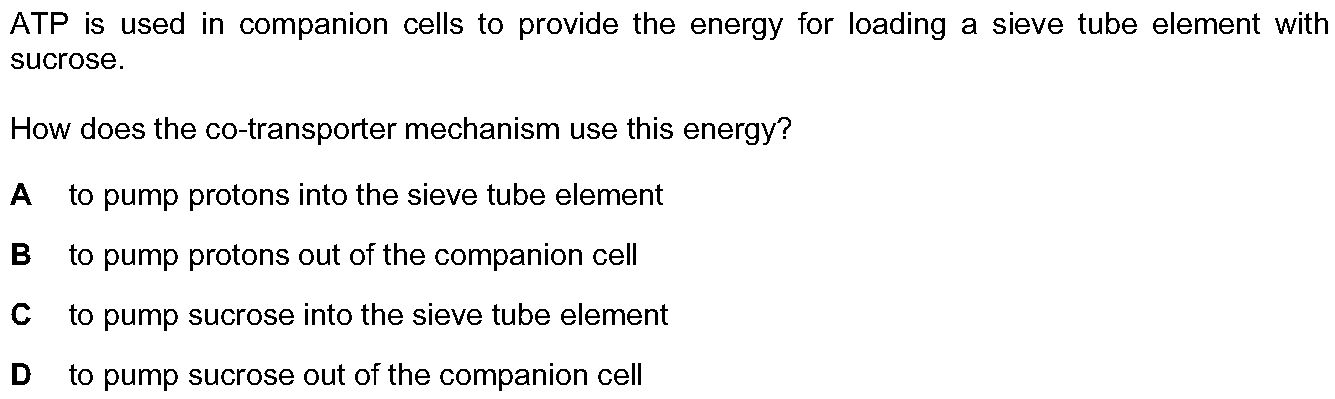 ATP is used in companion cells to provide the energy for loading a sieve tube element with
sucrose.
How does the co-transporter mechanism use this energy?
A to pump protons into the sieve tube element
B to pump protons out of the companion cell
C to pump sucrose into the sieve tube element
D to pump sucrose out of the companion cell